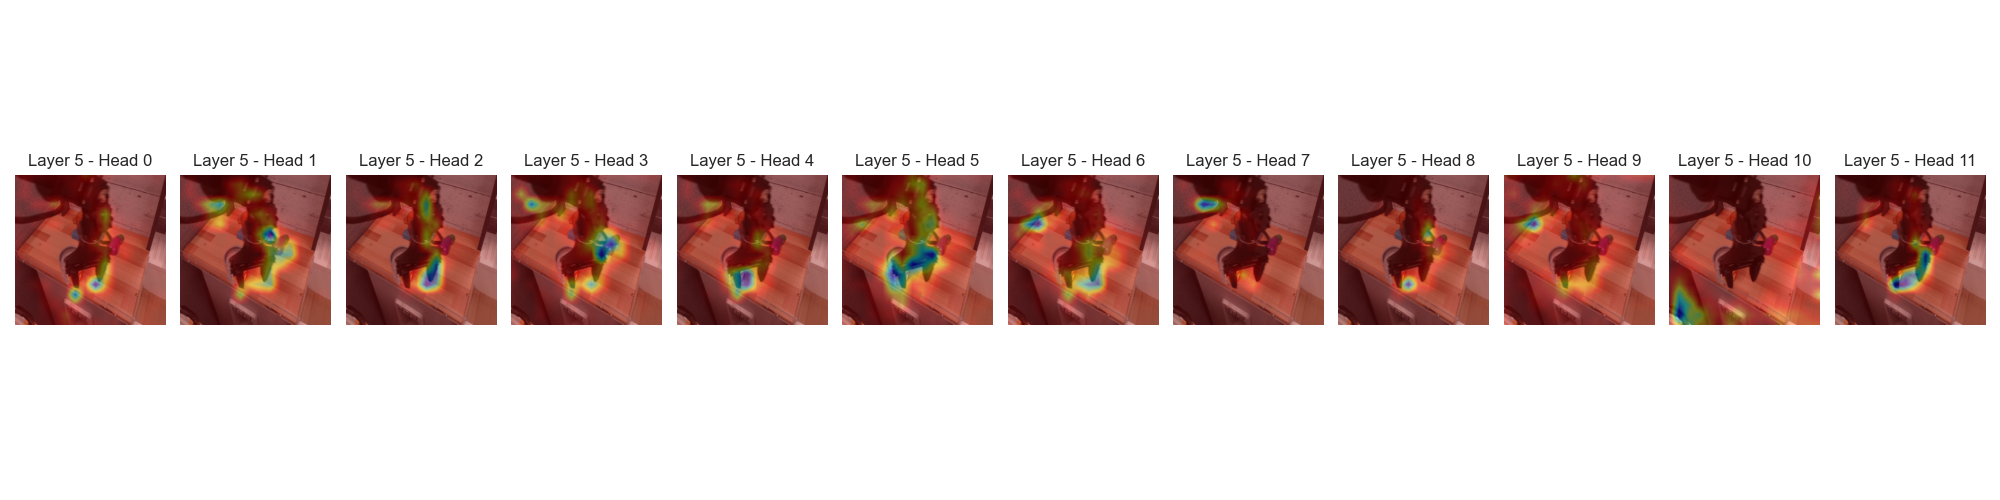 Layer 5 - Head 0
Layer 5 - Head 1
Layer 5 - Head 2
Layer 5 - Head 3
Layer 5 - Head 4
Layer 5 - Head 5
Layer 5 - Head 6
Layer 5 - Head 7
Layer 5 - Head 8
Layer 5 - Head 9
Layer 5 - Head 10
Layer 5 - Head 11